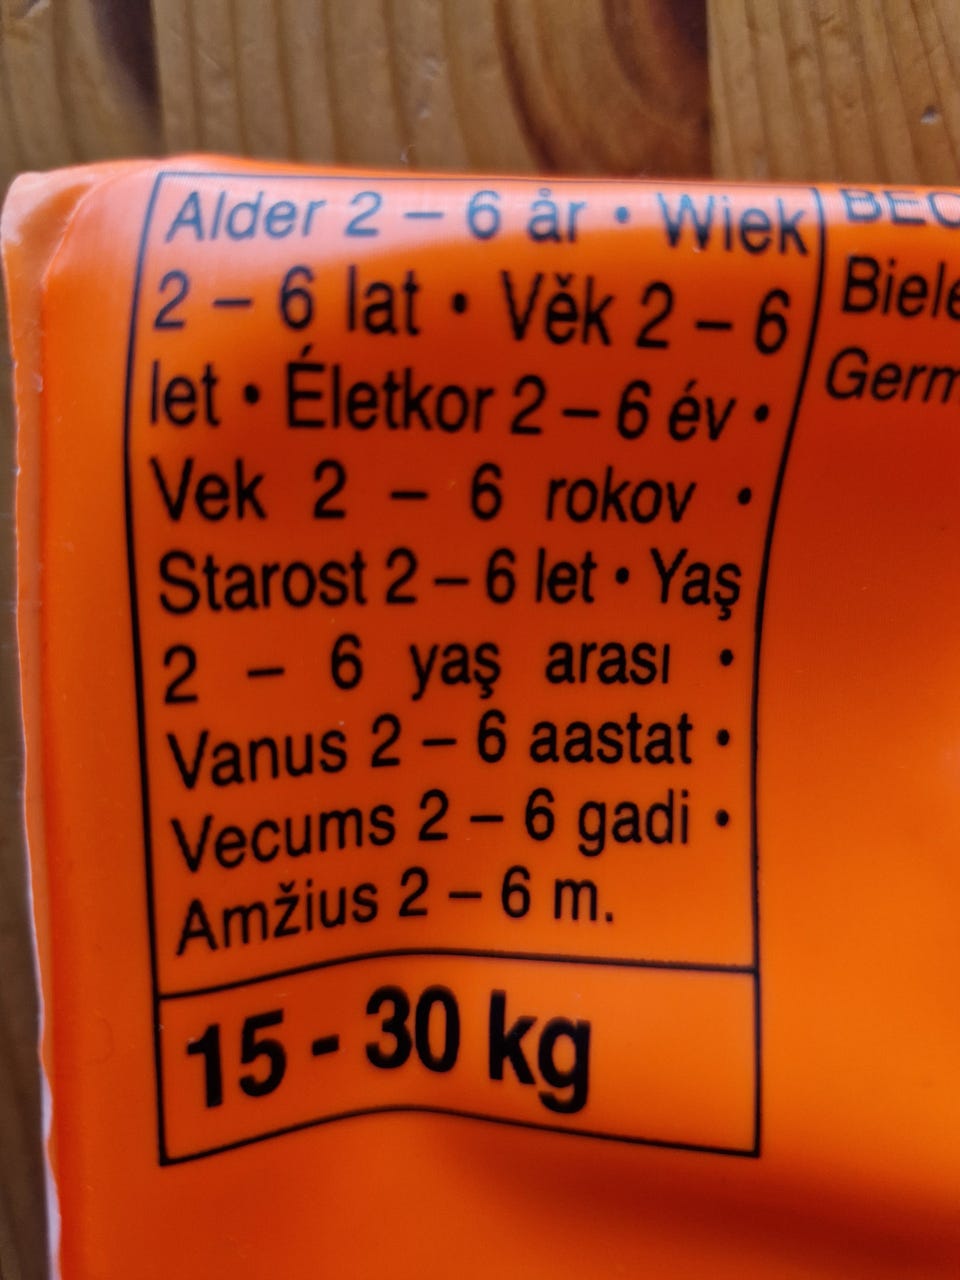 Alder 2 – 6 år • Wiek
2 – 6 lat • Věk 2 – 6
let • Életkor 2 – 6 év •
Vek 2 – 6 rokov •
Starost 2 – 6 let • Yaş
2 – 6 yaş arası •
Vanus 2 – 6 aastat •
Vecums 2 – 6 gadi •
Amžius 2 – 6 m.
15 - 30 kg